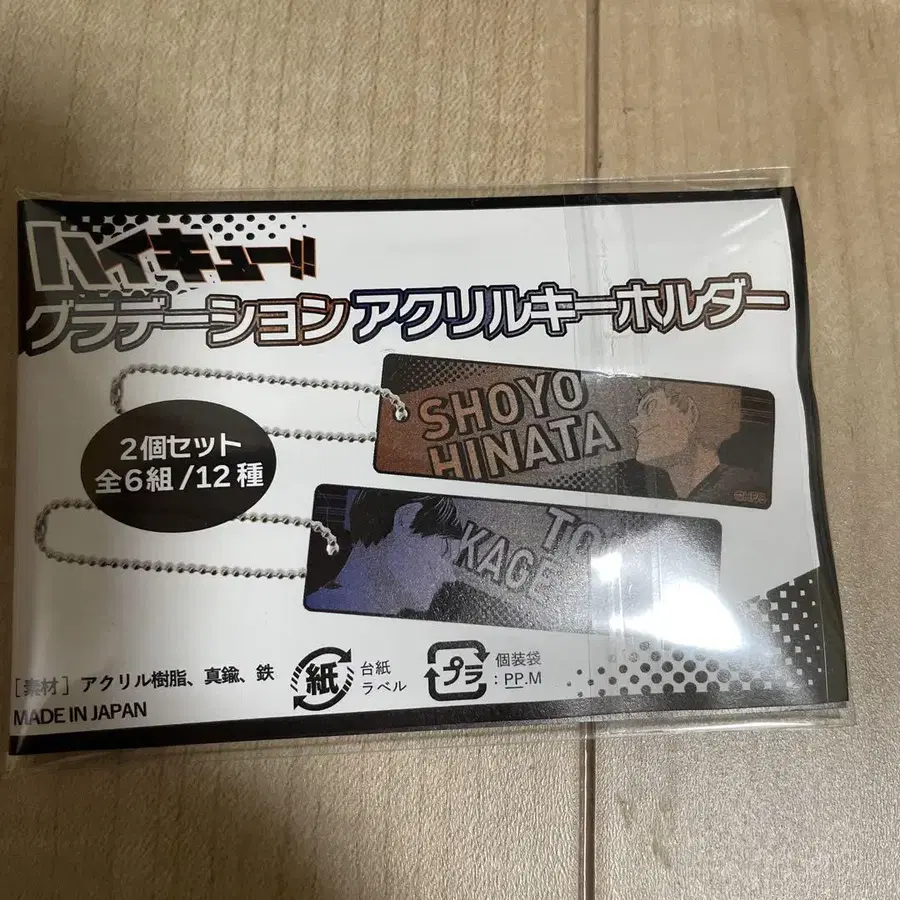 ハイキュー!!
グラデーションアクリルキーホルダー
SHOYO
HINATA
2個セット
全6組/12種
TO
KAGE
[素材] アクリル樹脂、真鍮、鉄
紙
台紙
ラベル
プラ
個装袋
:PP.M
MADE IN JAPAN